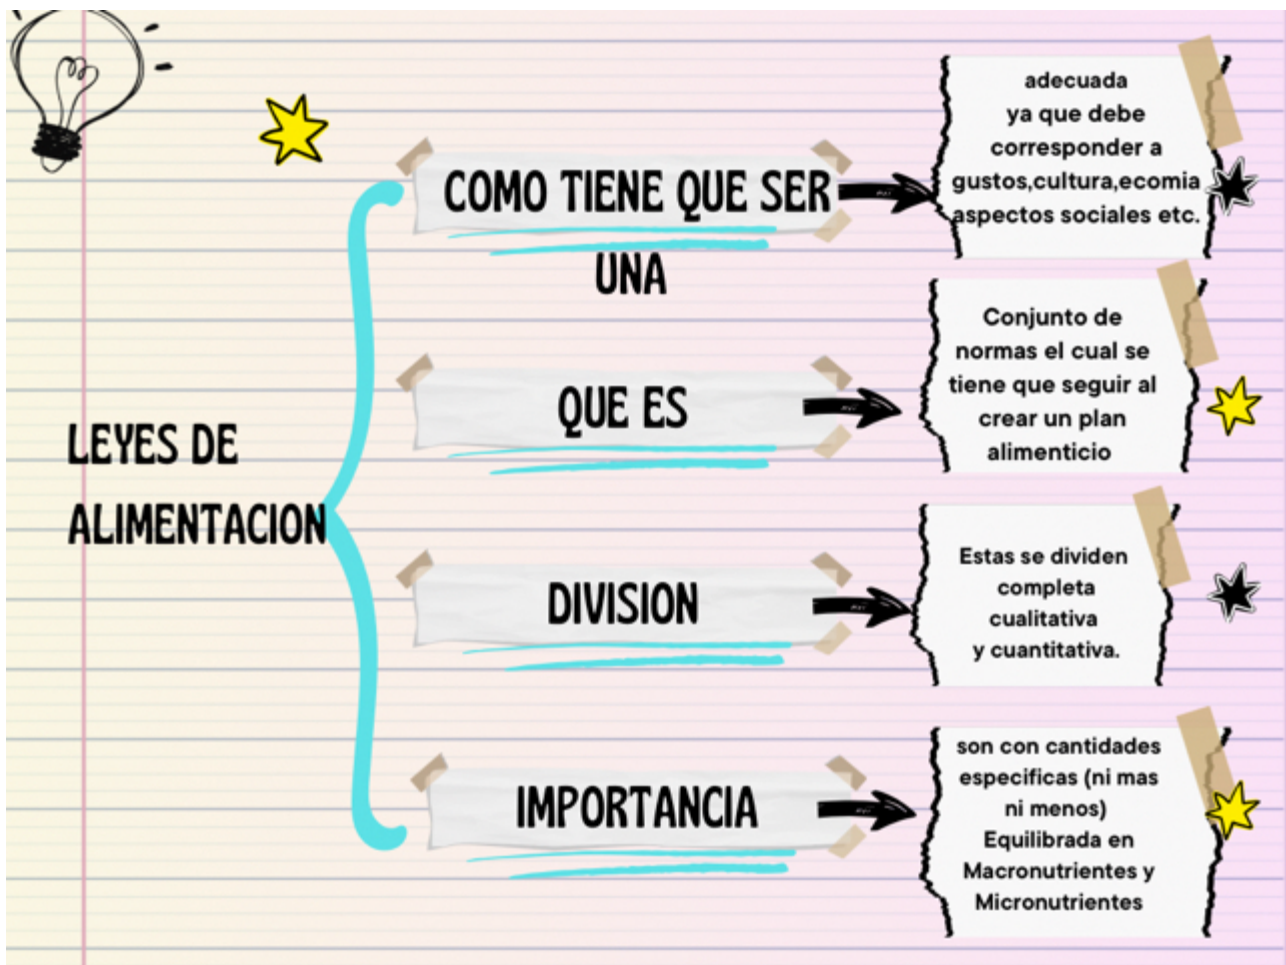 LEYES DE
ALIMENTACION
COMO TIENE QUE SER
UNA
adecuada
ya que debe
corresponder a
gustos,cultura,ecomia
aspectos sociales etc.
QUE ES
Conjunto de
normas el cual se
tiene que seguir al
crear un plan
alimenticio
DIVISION
Estas se dividen
completa
cualitativa
y cuantitativa.
IMPORTANCIA
son con cantidades
especificas (ni mas
ni menos)
Equilibrada en
Macronutrientes y
Micronutrientes